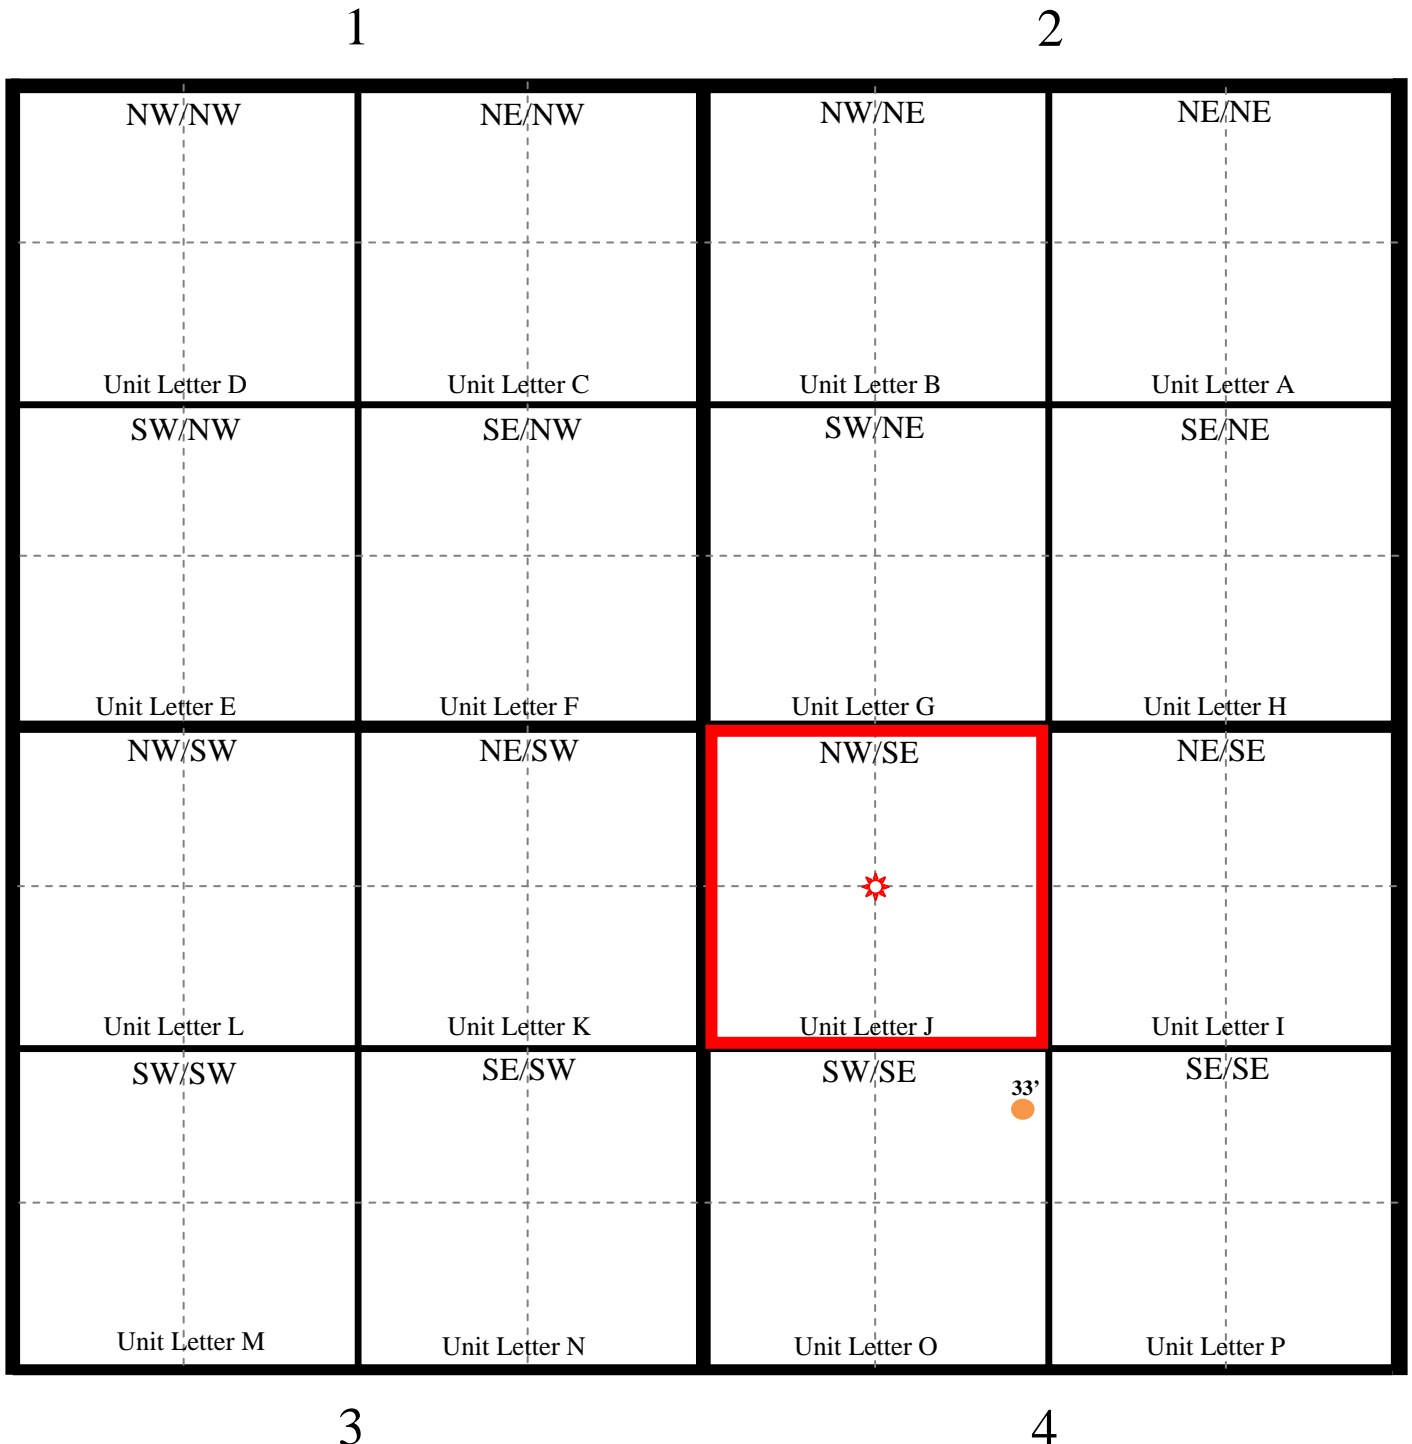 1 2
NW/NW NE/NW NW/NE NE/NE
Unit Letter D Unit Letter C Unit Letter B Unit Letter A
SW/NW SE/NW SW/NE SE/NE
Unit Letter E Unit Letter F Unit Letter G Unit Letter H
NW/SW NE/SW NW/SE NE/SE
Unit Letter L Unit Letter K Unit Letter J Unit Letter I
SW/SW SE/SW SW/SE SE/SE
33’
Unit Letter M Unit Letter N Unit Letter O Unit Letter P
3 4